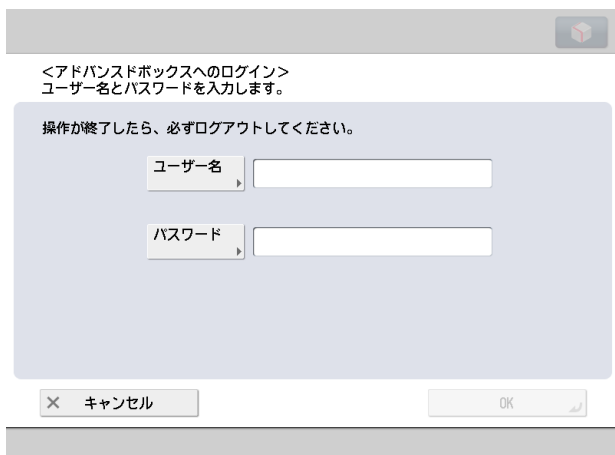 <アドバンスドボックスへのログイン>
ユーザー名とパスワードを入力します。
操作が終了したら、必ずログアウトしてください。
ユーザー名
パスワード
× キャンセル
OK